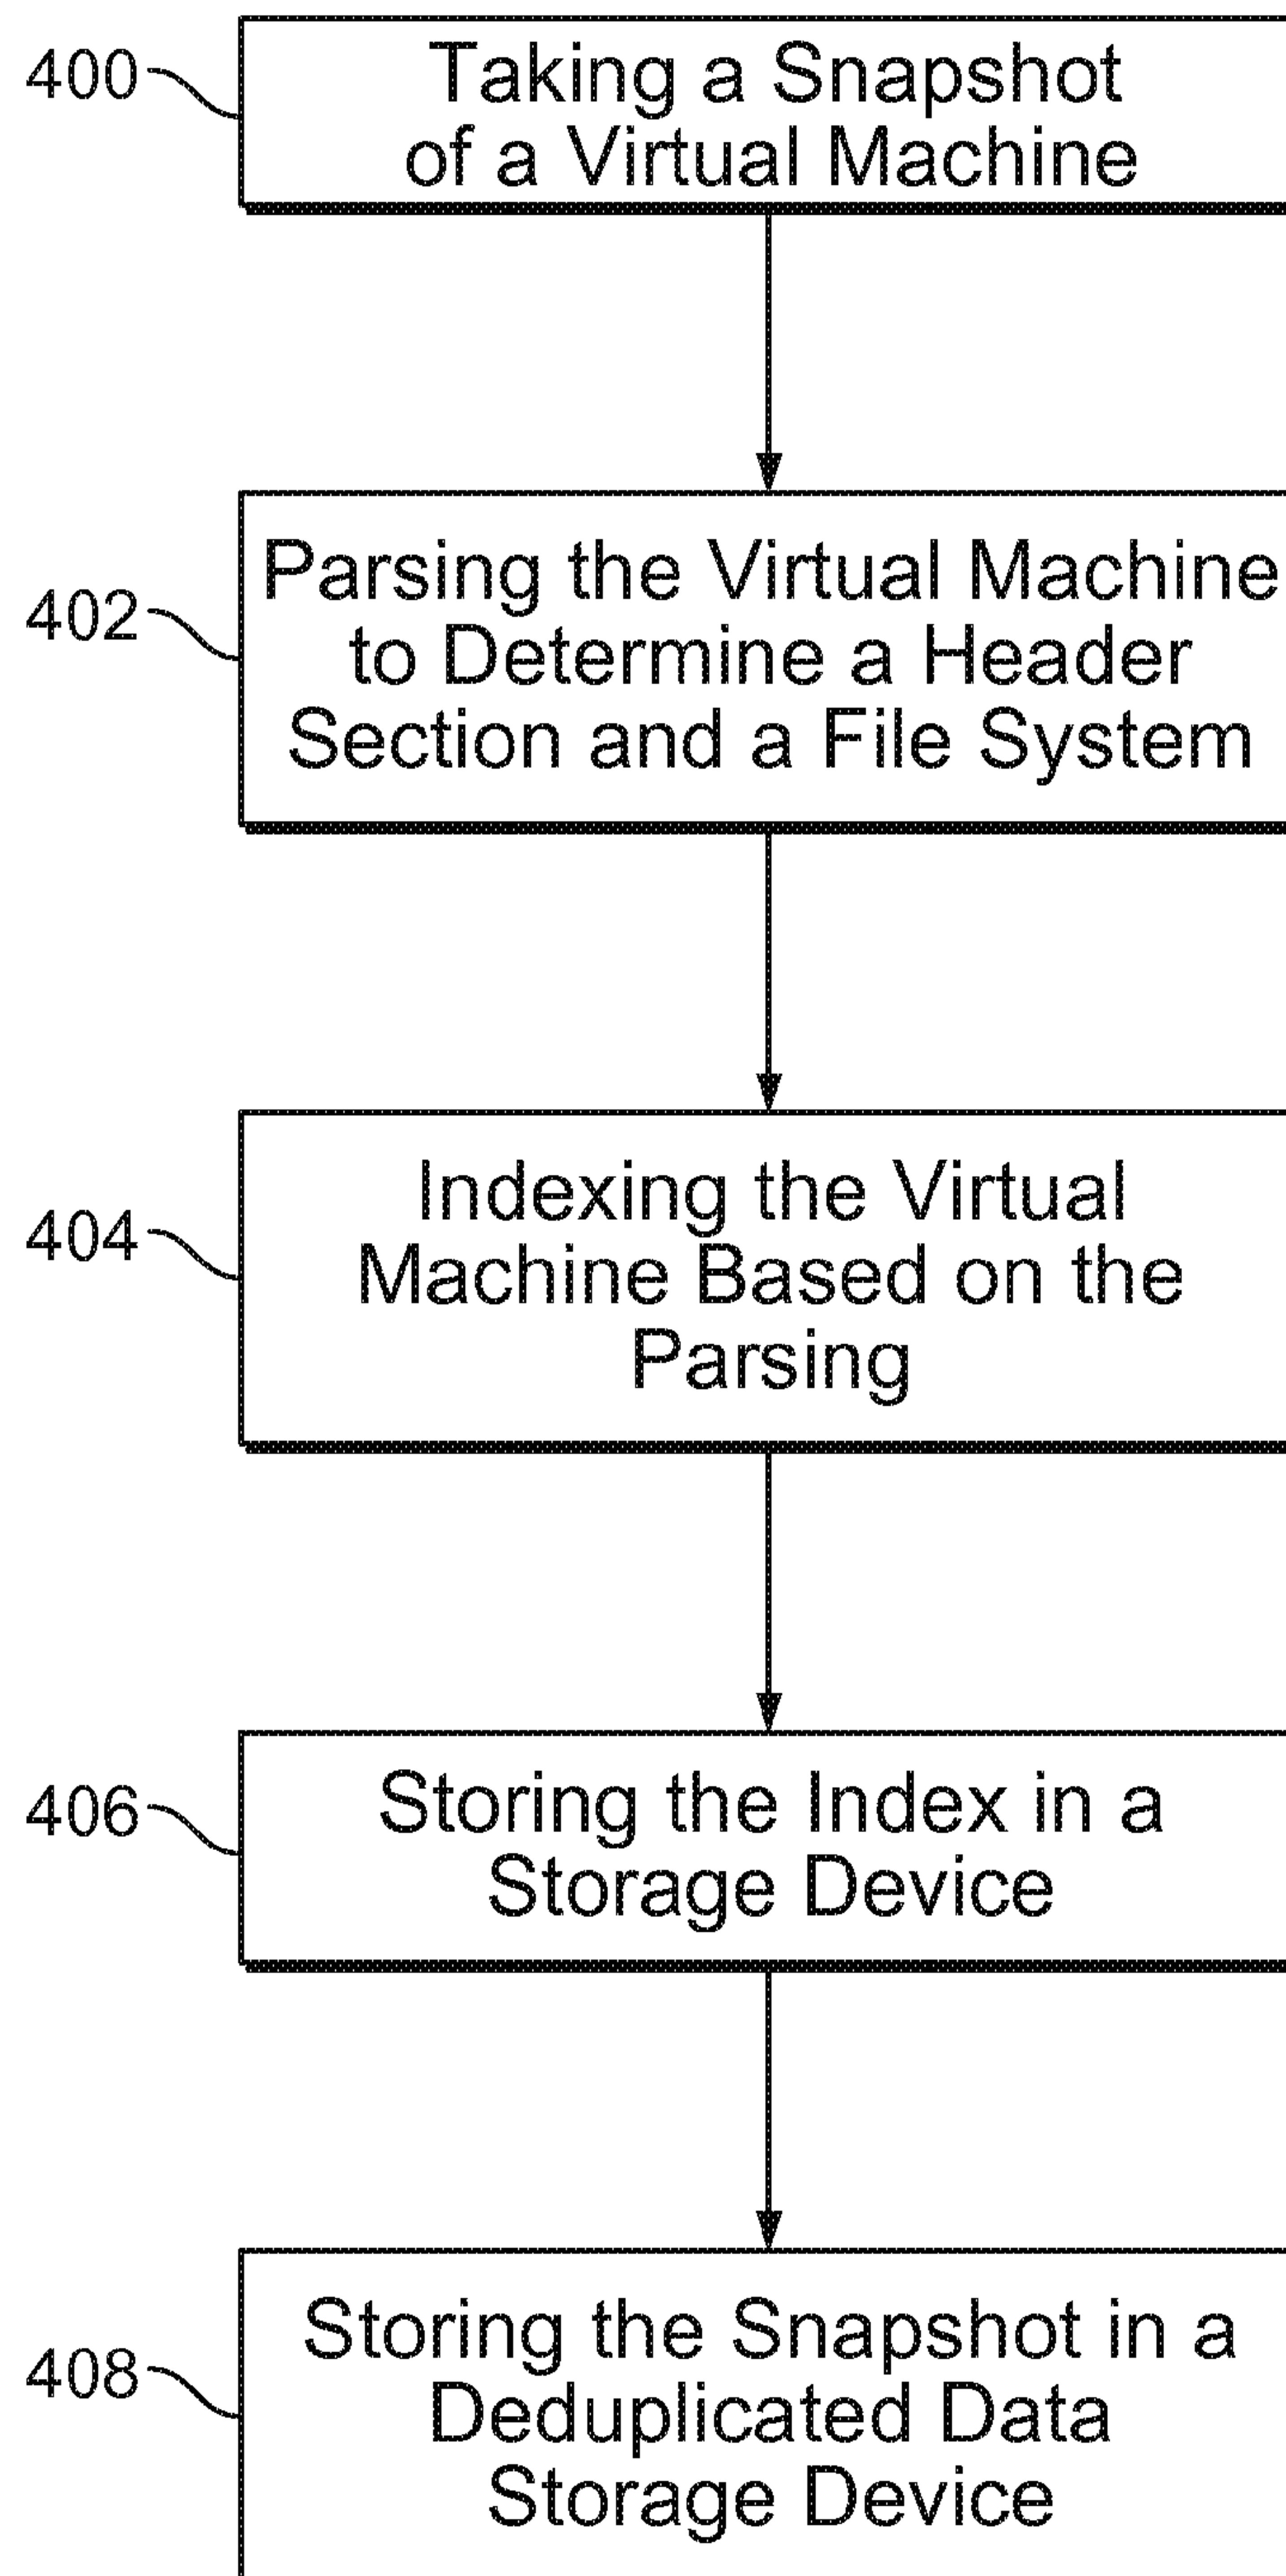 400
Taking a Snapshot
of a Virtual Machine
402
Parsing the Virtual Machine
to Determine a Header
Section and a File System
404
Indexing the Virtual
Machine Based on the
Parsing
406
Storing the Index in a
Storage Device
408
Storing the Snapshot in a
Deduplicated Data
Storage Device